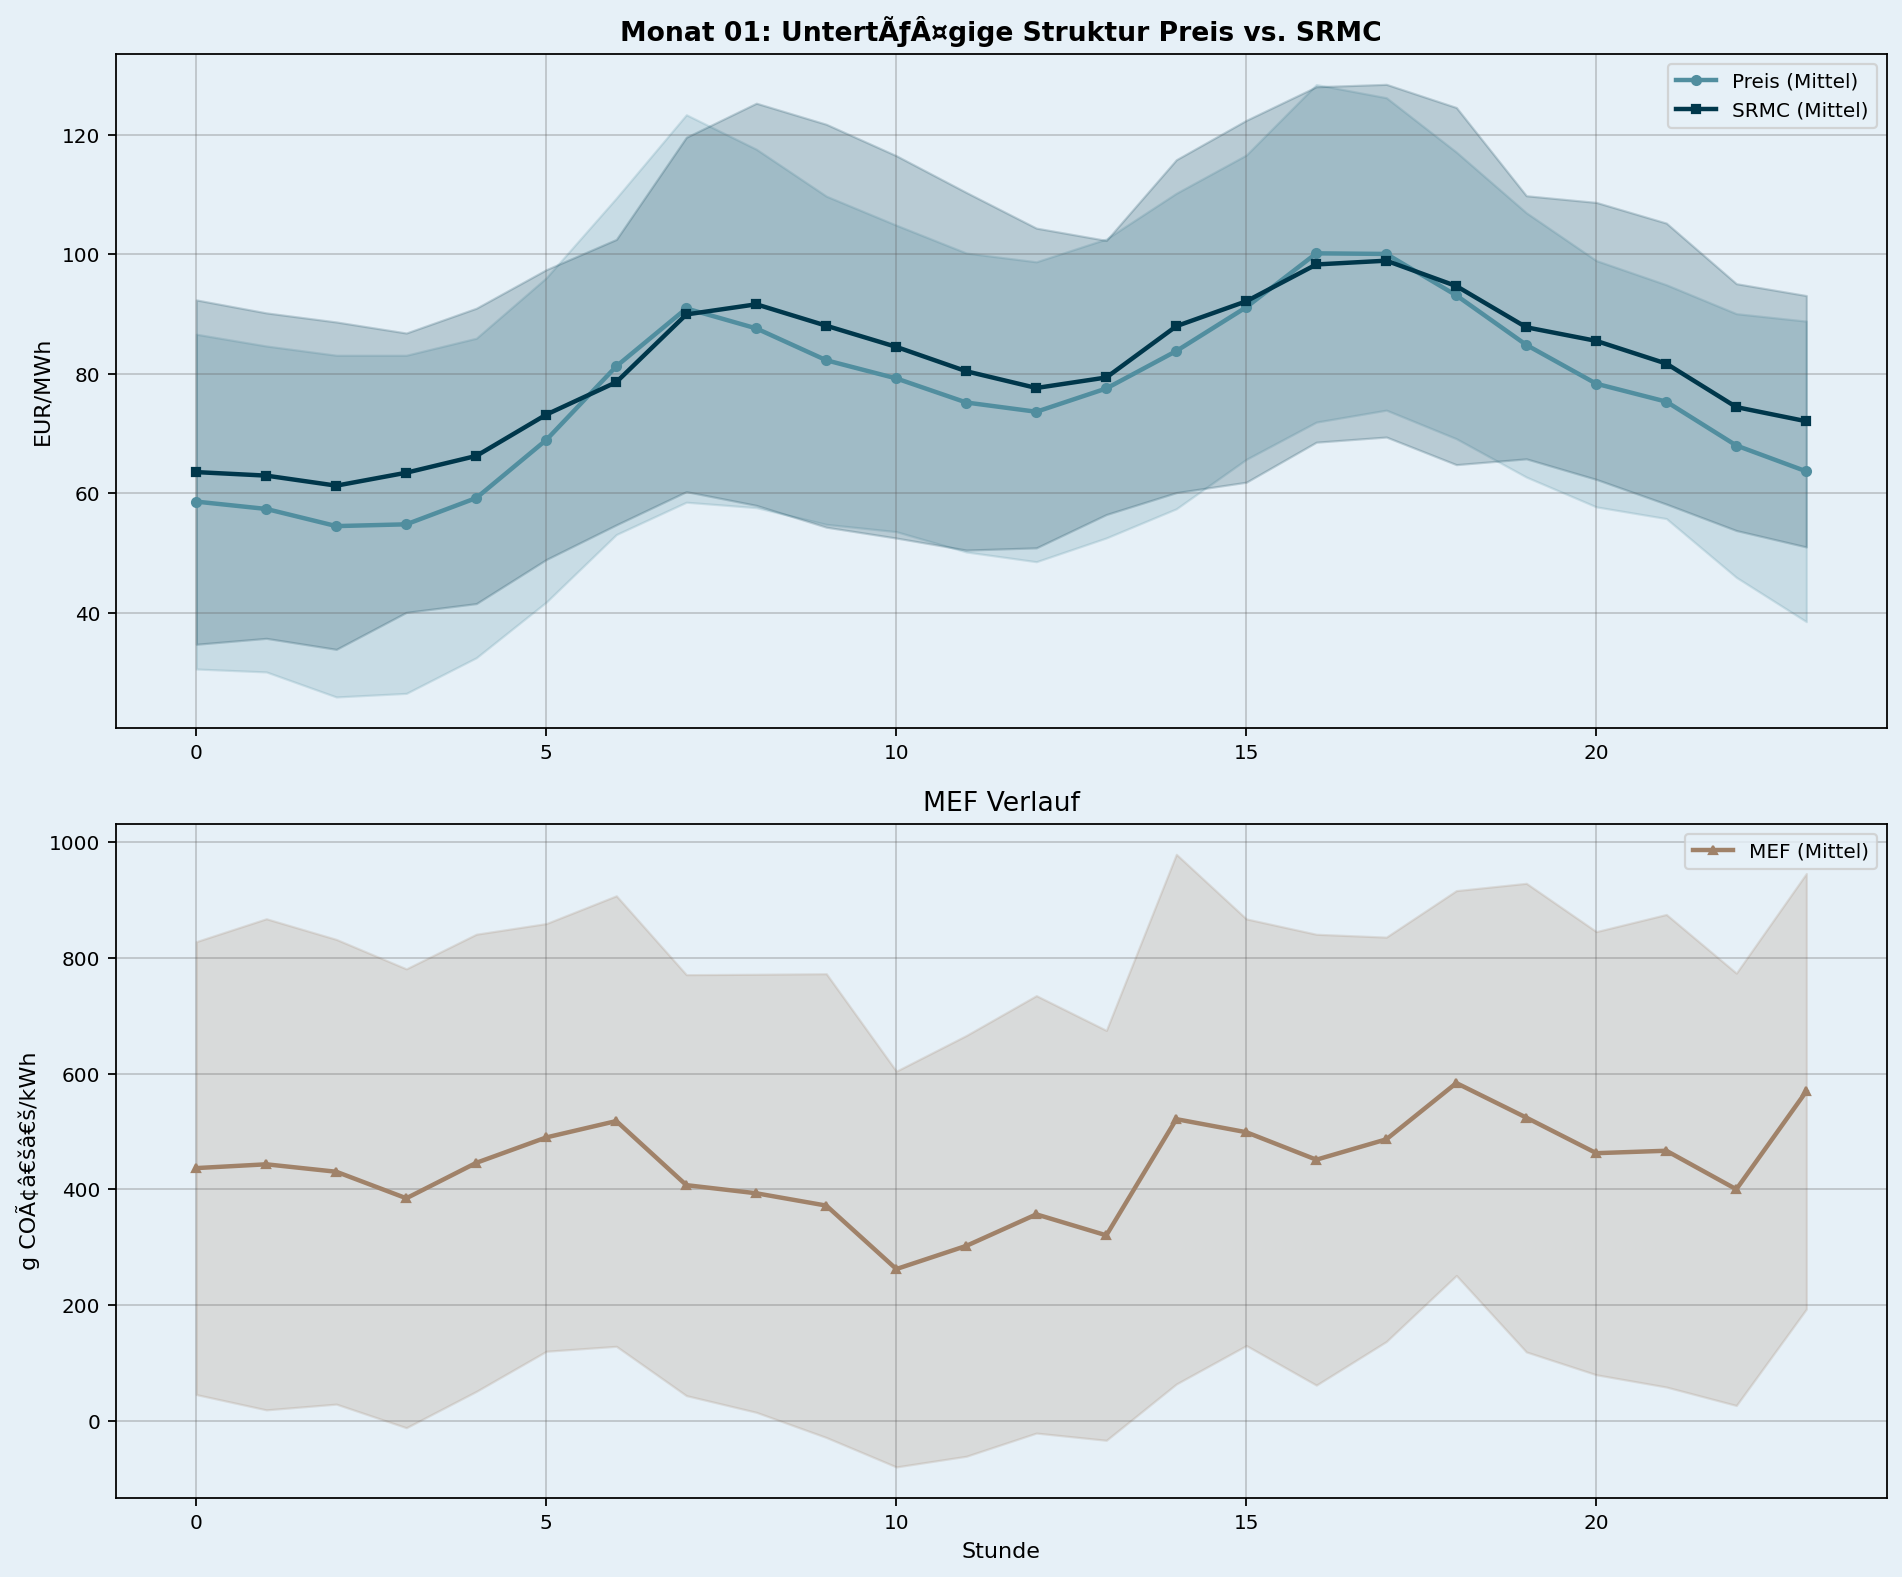 Monat 01: UntertÃƒÂ¤gige Struktur Preis vs. SRMC
Preis (Mittel)
SRMC (Mittel)
EUR/MWh
120
100
80
60
40
0 5 10 15 20
MEF Verlauf
MEF (Mittel)
g COÃ¢â€šâ€š/kWh
1000
800
600
400
200
0
0 5 10 15 20
Stunde